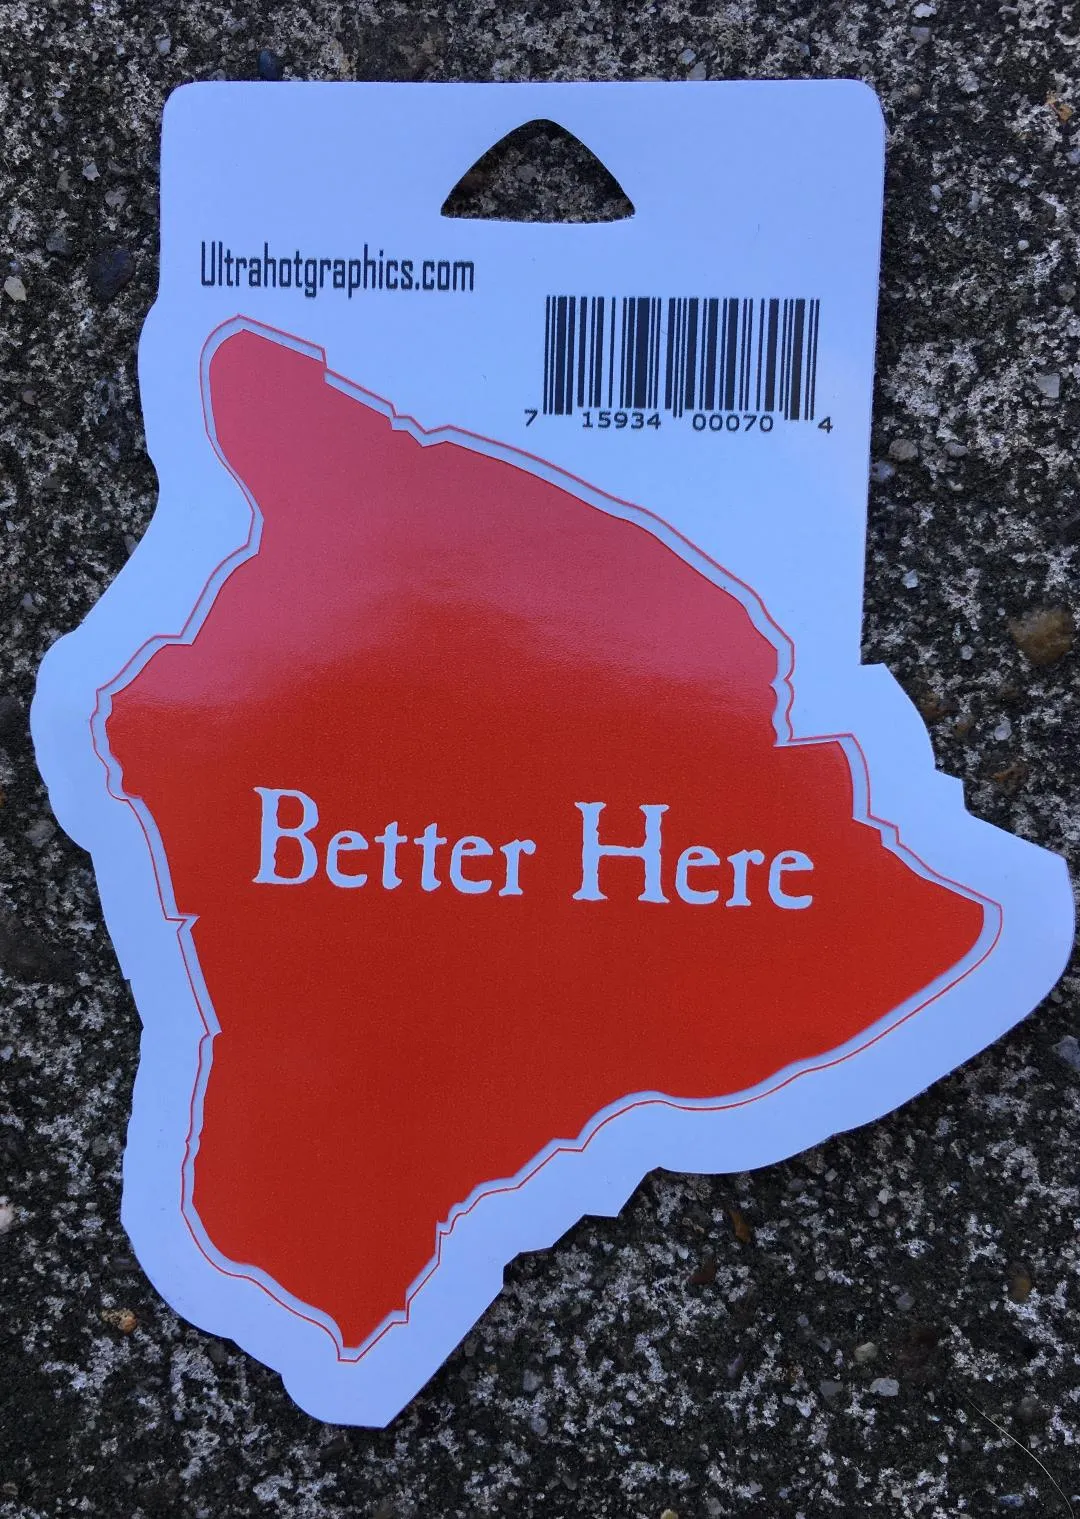 Ultrahotgraphics.com
7 15934 00070 4
Better Here